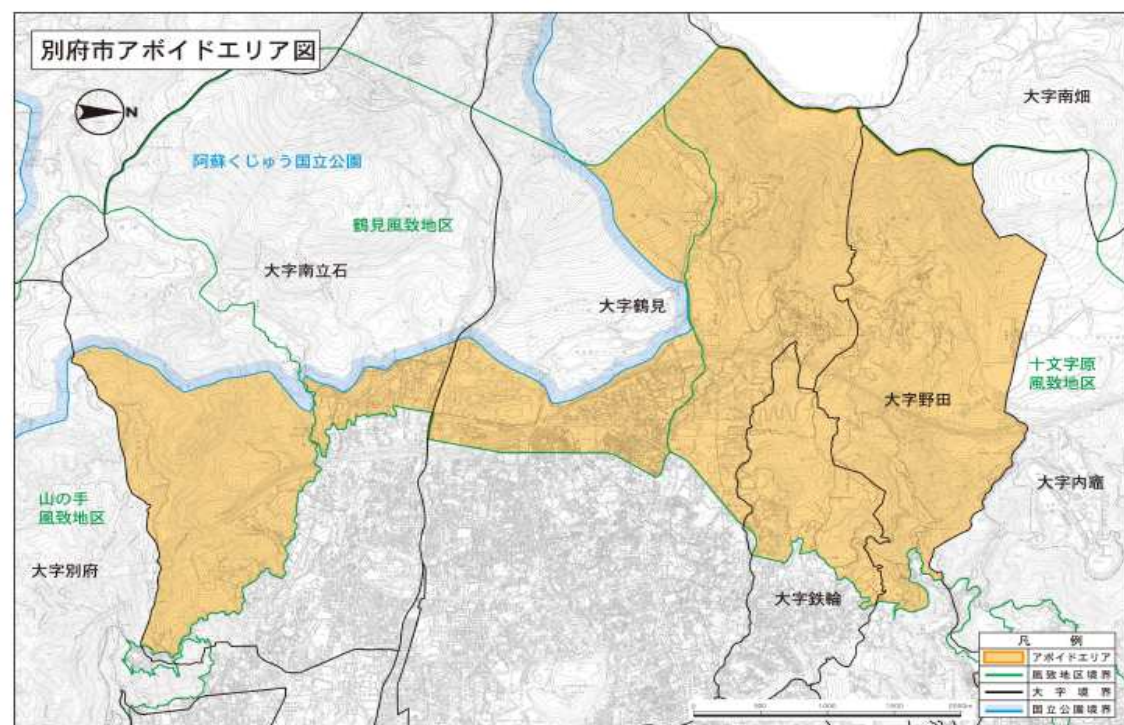 別府市アボイドエリア図
N
大字南畑
阿蘇くじゅう国立公園
鶴見風致地区
大字南立石
大字鶴見
十文字原
風致地区
大字野田
大字内竈
山の手
風致地区
大字別府
大字鉄輪
凡 例
アボイドエリア
風致地区境界
大字境界
国立公園境界